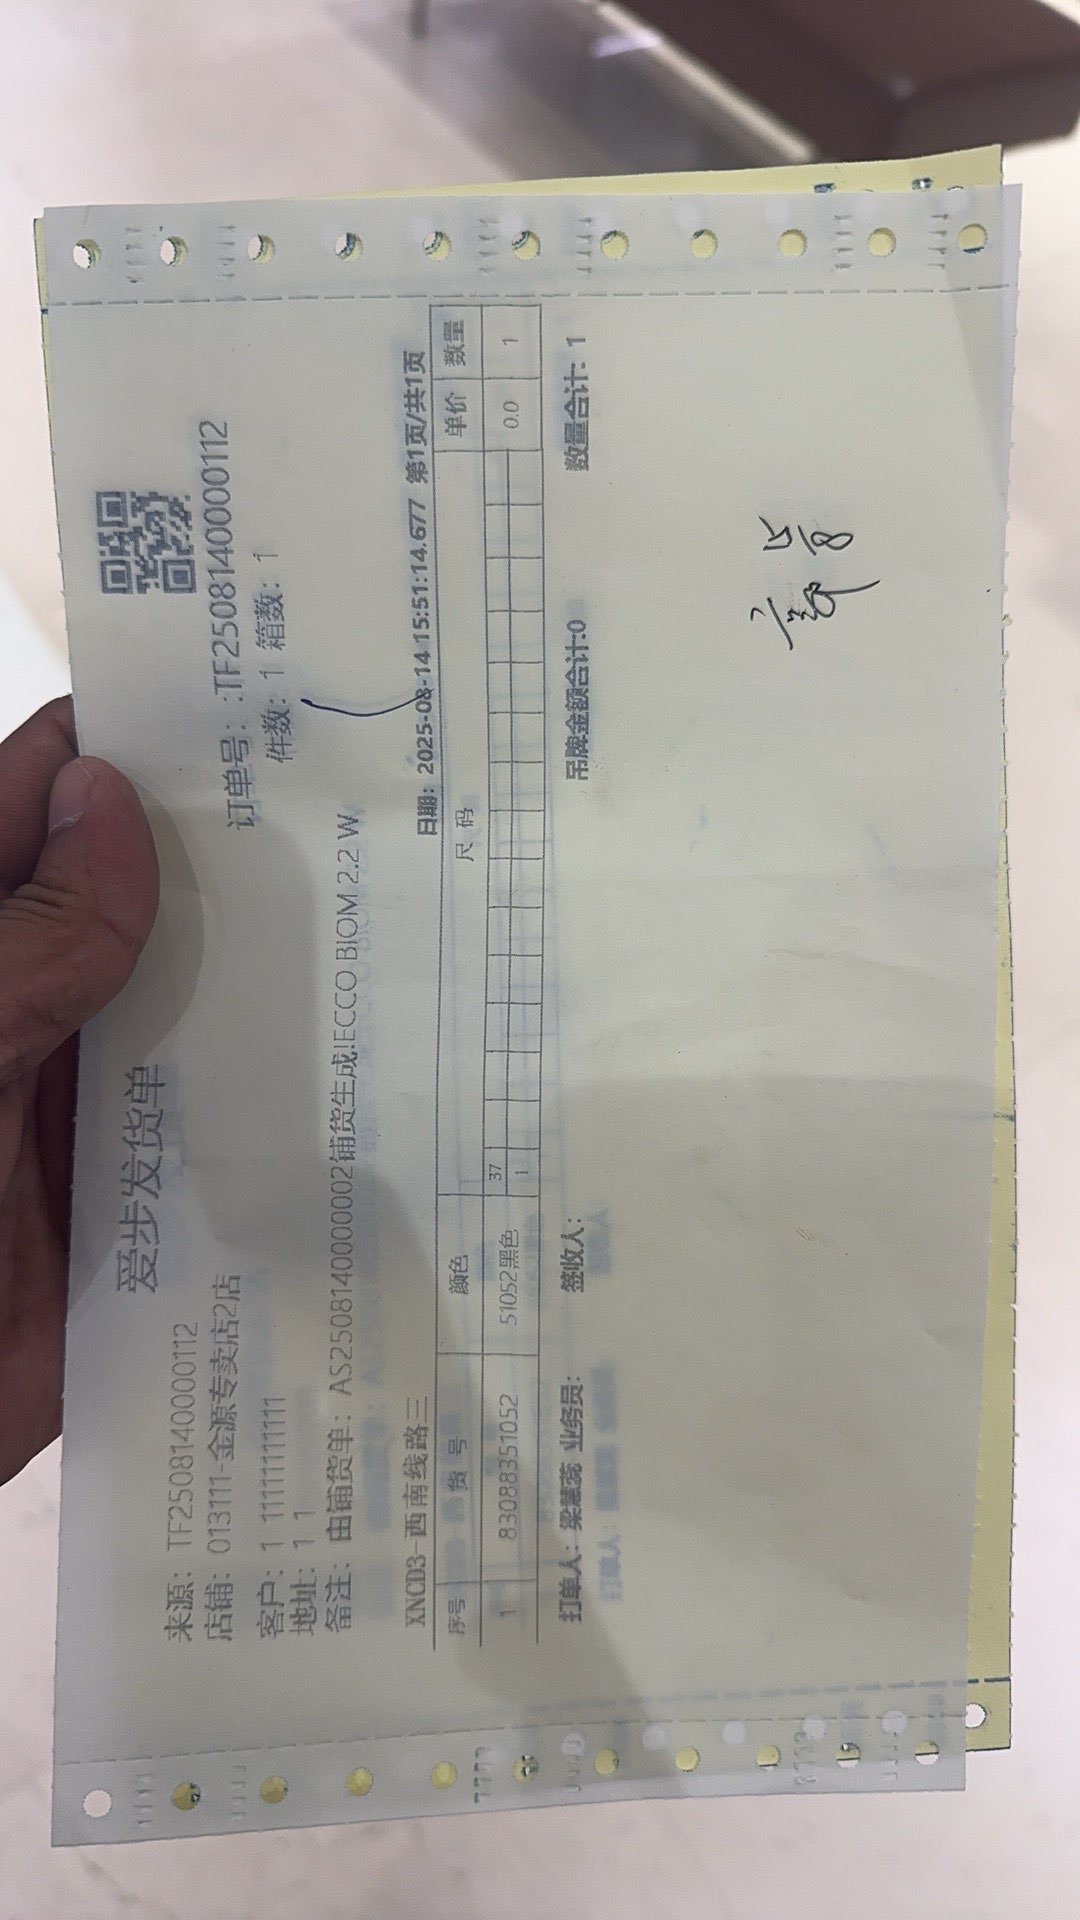 爱步发货单
来源：TF2508140000112
订单号：:TF2508140000112
店铺：013111-金源专卖店2店
件数：1 箱数：1
客户：1 11111111111
地址：1 1
备注：由铺货单：AS250814000002铺货生成!ECCO BIOM 2.2 W
XNCD3-西南线路三 日期：2025-08-14 15:51:14.677 第1页/共1页
序号 货号 颜色 尺码 单价 数量
37
1 83088351052 51052黑色 1 0.0 1
打单人：梁慧蕊 业务员： 签收人： 吊牌金额合计:0 数量合计：1